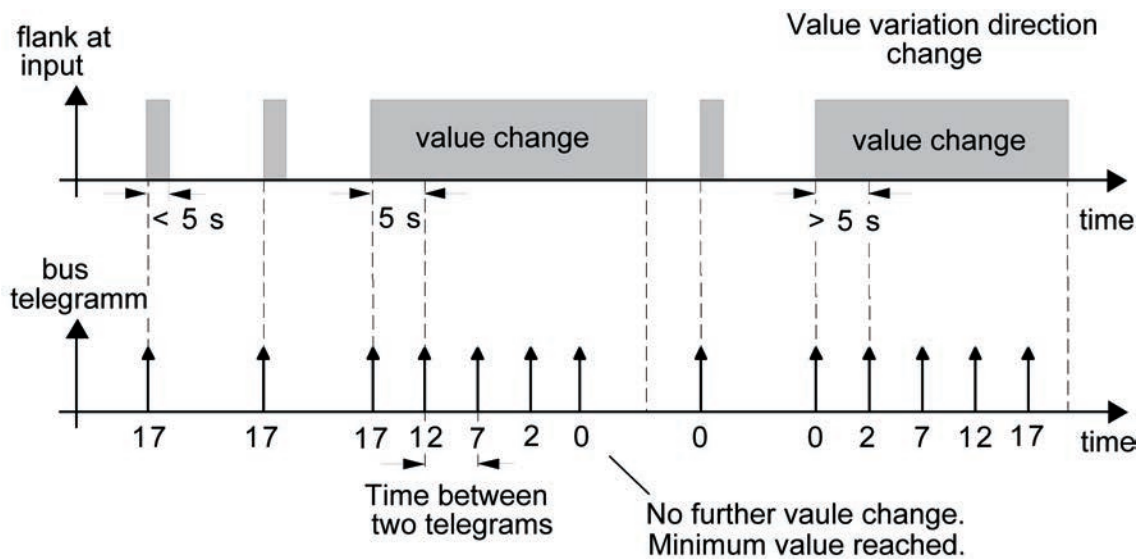 flank at
input
Value variation direction
change
value change
value change
< 5 s
5 s
> 5 s
time
bus
telegramm
17
17
17
12
7
2
0
0
0
2
7
12
17
time
Time between
two telegrams
No further vaule change.
Minimum value reached.